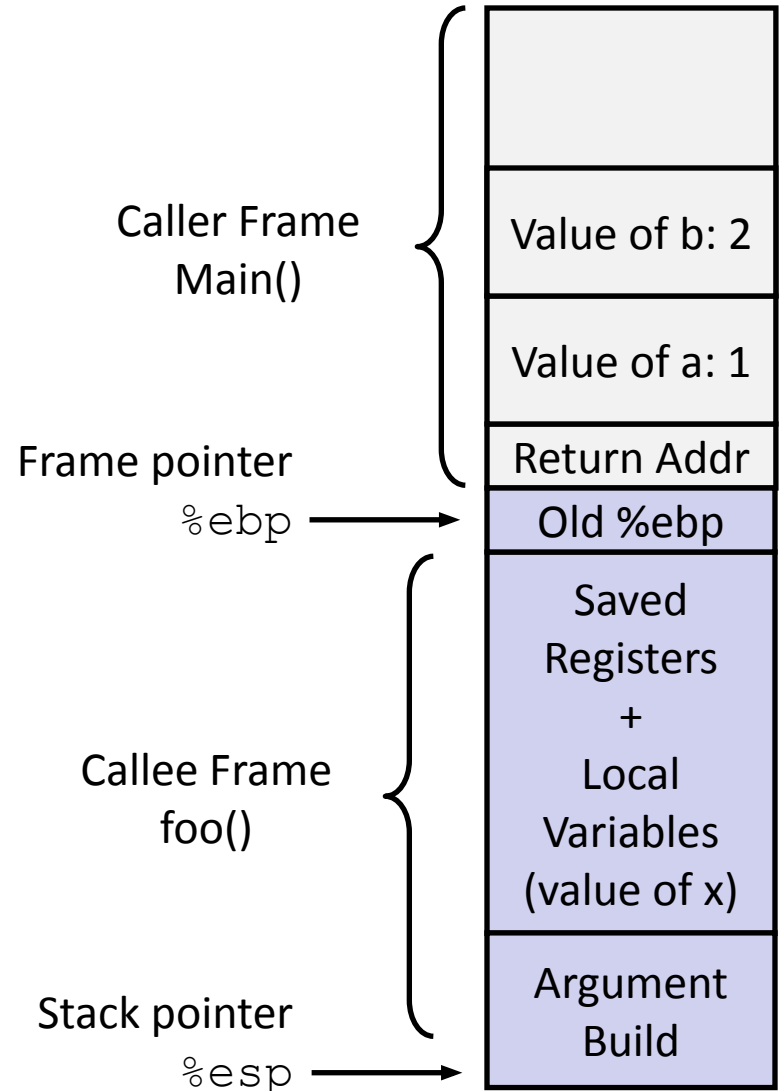 Caller Frame
Main()
Value of b: 2
Value of a: 1
Return Addr
Frame pointer
%ebp
Old %ebp
Saved
Registers
+
Local
Variables
(value of x)
Callee Frame
foo()
Argument
Build
Stack pointer
%esp